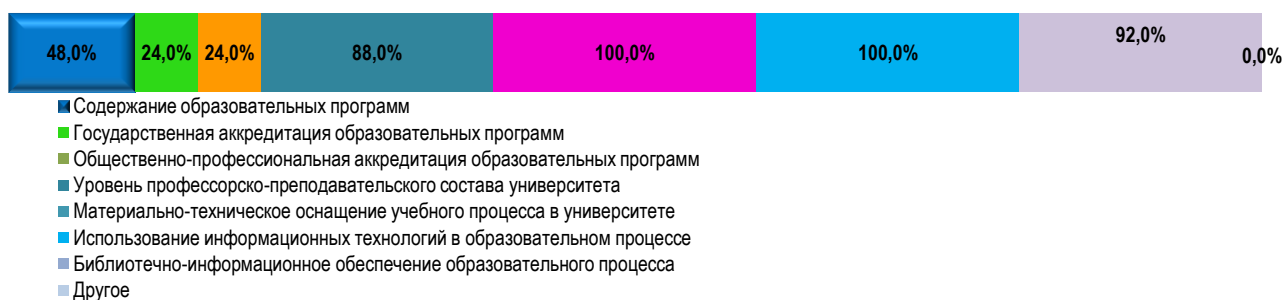 48,0% 24,0% 24,0% 88,0% 100,0% 100,0% 92,0% 0,0%
Содержание образовательных программ
Государственная аккредитация образовательных программ
Общественно-профессиональная аккредитация образовательных программ
Уровень профессорско-преподавательского состава университета
Материально-техническое оснащение учебного процесса в университете
Использование информационных технологий в образовательном процессе
Библиотечно-информационное обеспечение образовательного процесса
Другое